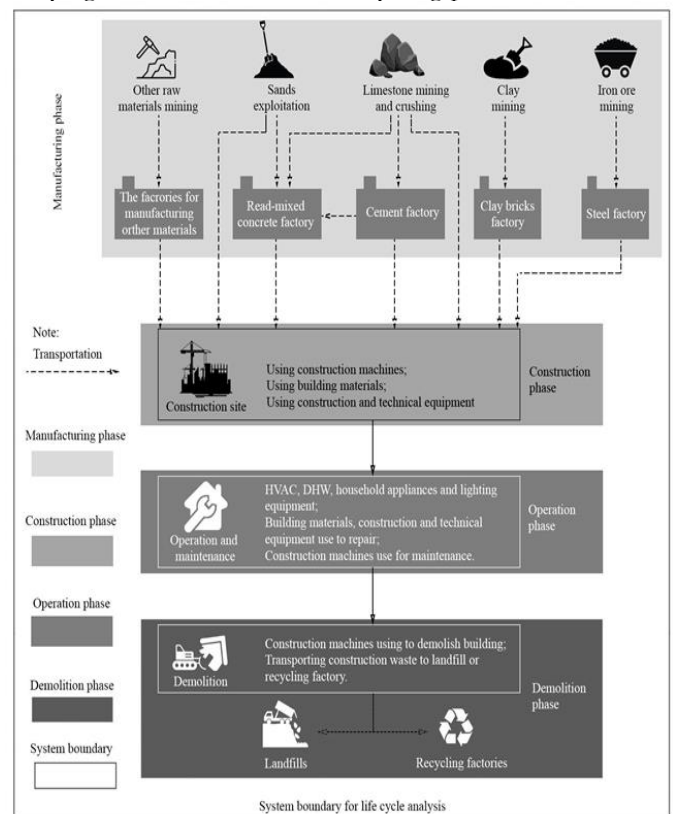 Manufacturing phase
Other raw
materials mining
Sands
exploitation
Limestone mining
and crushing
Clay
mining
Iron ore
mining
The facrories for
manufacturing
orther materials
Read-mixed
concrete factory
Cement factory
Clay bricks
factory
Steel factory
Note:
Transportation
Manufacturing phase
Construction phase
Operation phase
Demolition phase
System boundary
Construction site
Using construction machines;
Using building materials;
Using construction and technical equipment
Construction
phase
Operation and
maintenance
HVAC, DHW, household appliances and lighting
equipment;
Building materials, construction and technical
equipment use to repair;
Construction machines use for maintenance.
Operation
phase
Demolition
Construction machines using to demolish building;
Transporting construction waste to landfill or
recycling factory.
Demolition
phase
Landfills
Recycling factories
System boundary for life cycle analysis